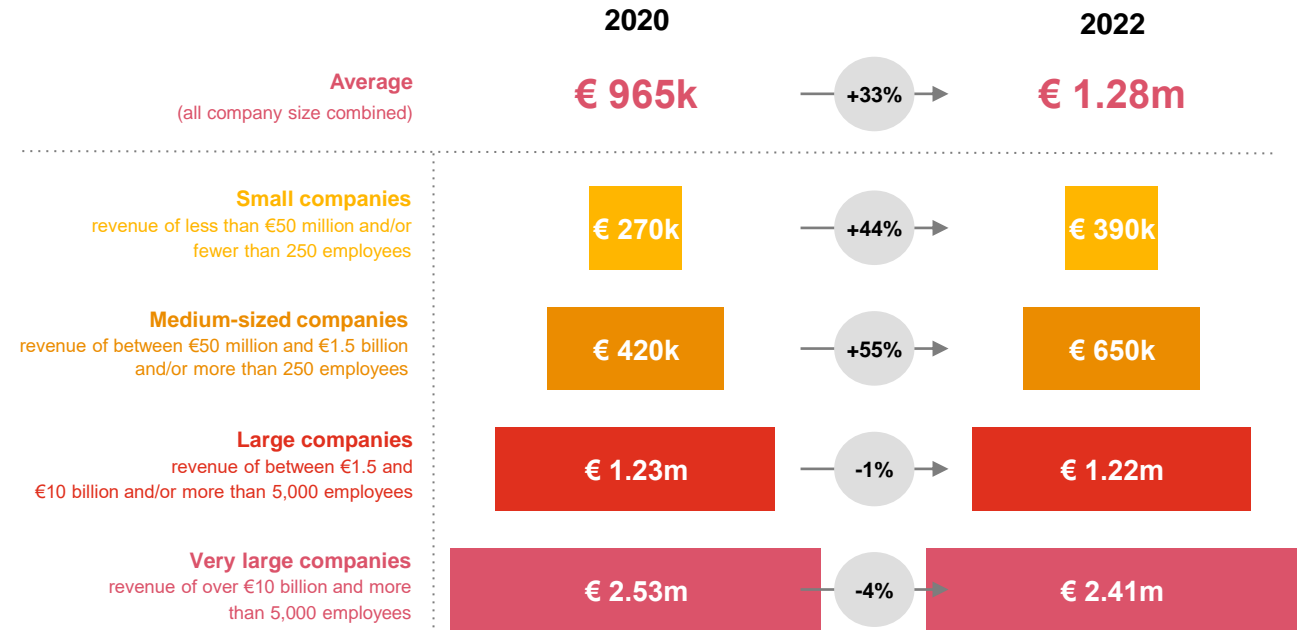 2020
2022
Average
(all company size combined)
€ 965k
+33%
€ 1.28m
Small companies
revenue of less than €50 million and/or
fewer than 250 employees
€ 270k
+44%
€ 390k
Medium-sized companies
revenue of between €50 million and €1.5 billion
and/or more than 250 employees
€ 420k
+55%
€ 650k
Large companies
revenue of between €1.5 and
€10 billion and/or more than 5,000 employees
€ 1.23m
-1%
€ 1.22m
Very large companies
revenue of over €10 billion and more
than 5,000 employees
€ 2.53m
-4%
€ 2.41m